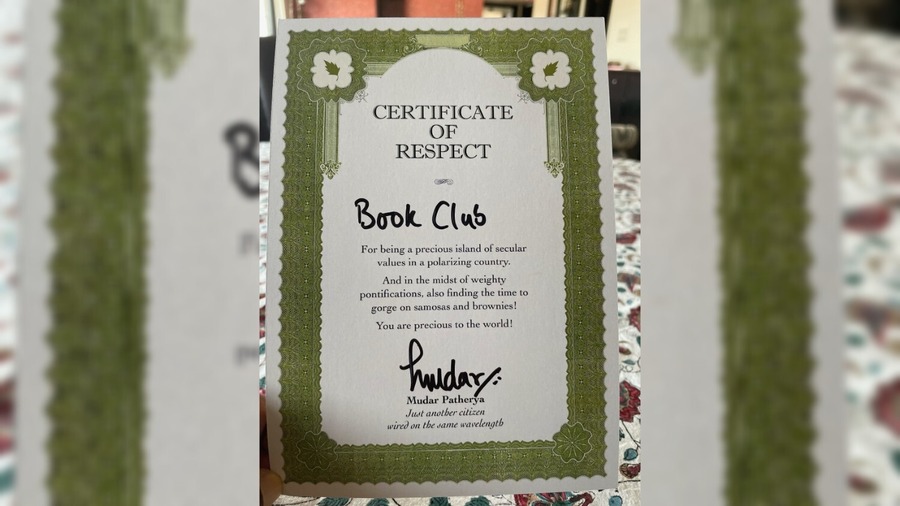 CERTIFICATE
OF
RESPECT
Book Club
For being a precious island of secular
values in a polarizing country.
And in the midst of weighty
pontifications, also finding the time to
gorge on samosas and brownies!
You are precious to the world!
Mudar
Mudar Patherya
Just another citizen
wired on the same wavelength